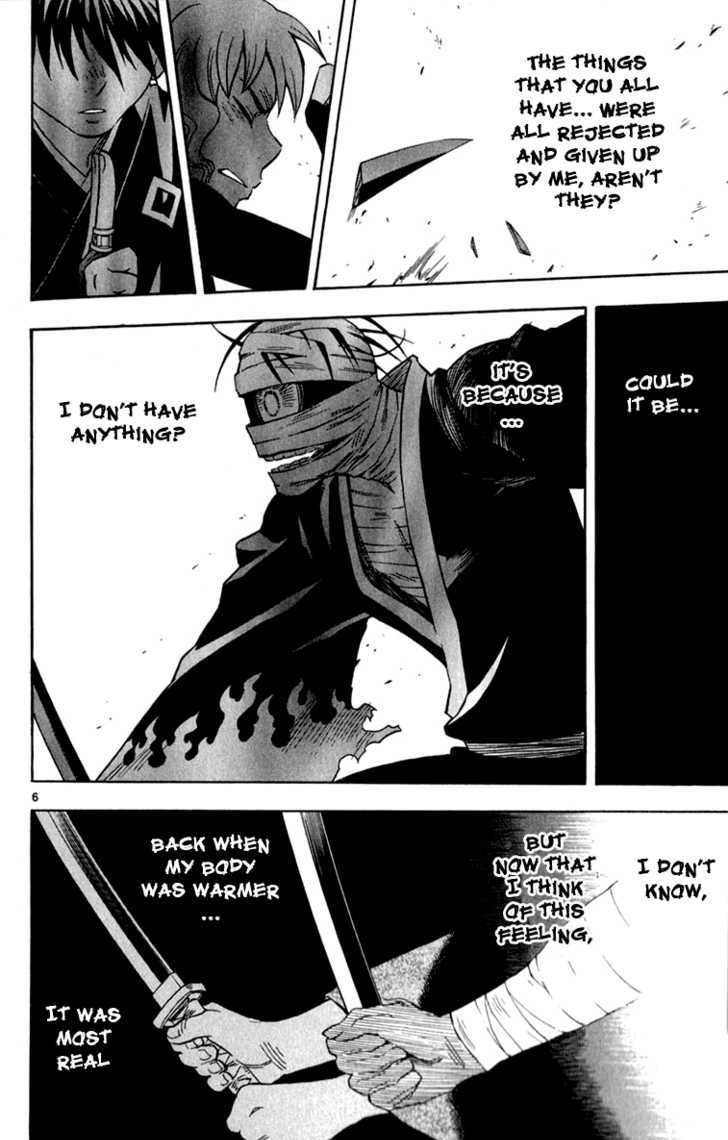 THE THINGS
THAT YOU ALL
HAVE... WERE
ALL REJECTED
AND GIVEN UP
BY ME, AREN'T
THEY?
COULD
IT BE...
IT'S
BECAUSE
...
I DON'T HAVE
ANYTHING?
6
I DON'T
KNOW,
BUT
NOW THAT
I THINK
OF THIS
FEELING,
BACK WHEN
MY BODY
WAS WARMER
...
IT WAS
MOST
REAL